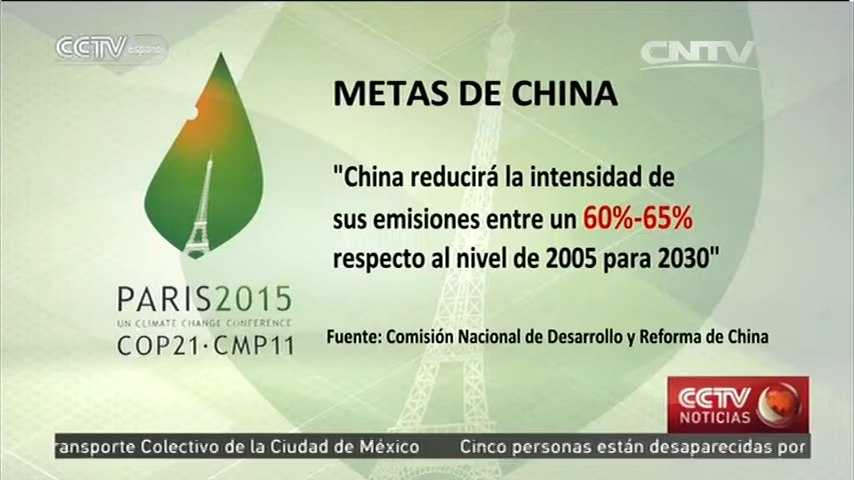 CCTV Español
CNTV
METAS DE CHINA
"China reducirá la intensidad de
sus emisiones entre un 60%-65%
respecto al nivel de 2005 para 2030"
PARIS2015
UN CLIMATE CHANGE CONFERENCE
COP21·CMP11
Fuente: Comisión Nacional de Desarrollo y Reforma de China
CCTV
NOTICIAS
ransporte Colectivo de la Ciudad de México Cinco personas están desaparecidas por